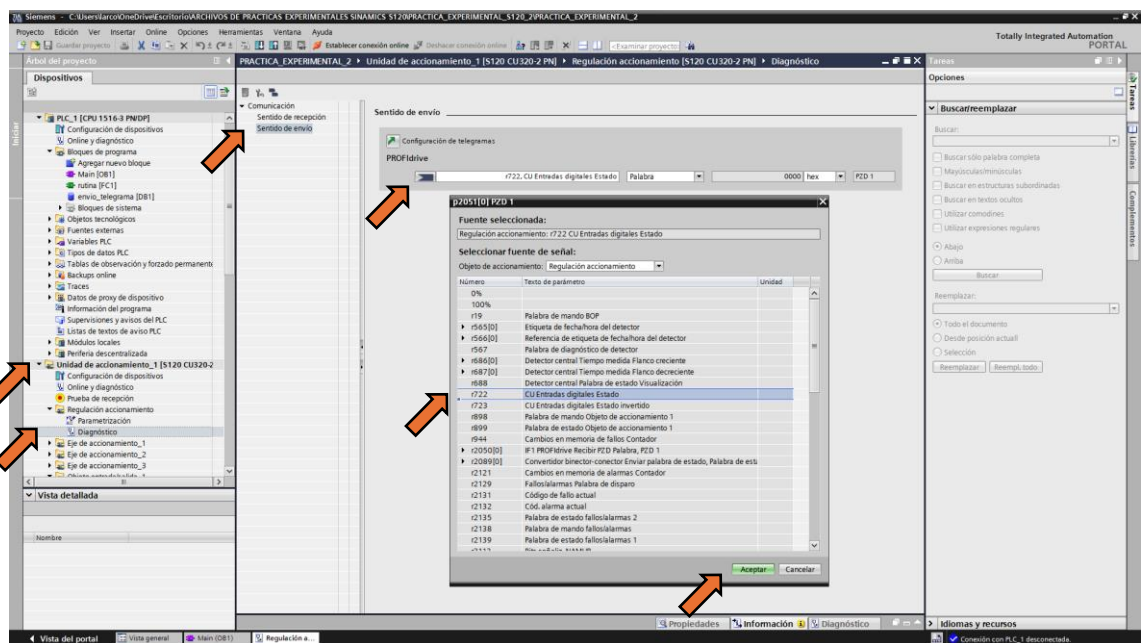 Siemens - C:\Users\larco\OneDrive\Escritorio\ARCHIVOS DE PRACTICAS EXPERIMENTALES SINAMICS S120\PRACTICA_EXPERIMENTAL_S120_2\PRACTICA_EXPERIMENTAL_2
Proyecto Edición Ver Insertar Online Opciones Herramientas Ventana Ayuda
Totally Integrated Automation
PORTAL
Guardar proyecto
Establecer conexión online
Deshacer conexión online
<Examinar proyecto>
Árbol del proyecto
PRACTICA_EXPERIMENTAL_2 Unidad de accionamiento_1 [S120 CU320-2 PN] Regulación accionamiento [S120 CU320-2 PN] Diagnóstico
Tareas
Dispositivos
Opciones
Iniciar
PLC_1 [CPU 1516-3 PN/DP]
Configuración de dispositivos
Online y diagnóstico
Bloques de programa
Agregar nuevo bloque
Main [OB1]
rutina [FC1]
envio_telegrama [DB1]
Bloques de sistema
Objetos tecnológicos
Fuentes externas
Variables PLC
Tipos de datos PLC
Tablas de observación y forzado permanente
Backups online
Traces
Datos de proxy de dispositivo
Información del programa
Supervisiones y avisos del PLC
Listas de textos de aviso PLC
Módulos locales
Periferia descentralizada
Unidad de accionamiento_1 [S120 CU320-2
Configuración de dispositivos
Online y diagnóstico
Prueba de recepción
Regulación accionamiento
Parametrización
Diagnóstico
Eje de accionamiento_1
Eje de accionamiento_2
Eje de accionamiento_3
Vista detallada
Nombre
Comunicación
Sentido de recepción
Sentido de envío
Sentido de envío
Configuración de telegramas
PROFIdrive
r722, CU Entradas digitales Estado Palabra 0000 hex PZD 1
p2051[0] PZD 1
Fuente seleccionada:
Regulación accionamiento: r722 CU Entradas digitales Estado
Seleccionar fuente de señal:
Objeto de accionamiento: Regulación accionamiento
Número Texto de parámetro Unidad
0%
100%
r19 Palabra de mando BOP
r565[0] Etiqueta de fecha/hora del detector
r566[0] Referencia de etiqueta de fecha/hora del detector
r567 Palabra de diagnóstico de detector
r686[0] Detector central Tiempo medida Flanco creciente
r687[0] Detector central Tiempo medida Flanco decreciente
r688 Detector central Palabra de estado Visualización
r722 CU Entradas digitales Estado
r723 CU Entradas digitales Estado invertido
r898 Palabra de mando Objeto de accionamiento 1
r899 Palabra de estado Objeto de accionamiento 1
r944 Cambios en memoria de fallos Contador
r2050[0] IF1 PROFIdrive Recibir PZD Palabra, PZD 1
r2089[0] Convertidor binector-conector Enviar palabra de estado, Palabra de esta
r2121 Cambios en memoria de alarmas Contador
r2129 Fallos/alarmas Palabra de disparo
r2131 Código de fallo actual
r2132 Cód. alarma actual
r2135 Palabra de estado fallos/alarmas 2
r2138 Palabra de mando fallos/alarmas
r2139 Palabra de estado fallos/alarmas 1
Aceptar Cancelar
Buscar/reemplazar
Buscar:
Buscar sólo palabra completa
Mayúsculas/minúsculas
Buscar en estructuras subordinadas
Buscar en textos ocultos
Utilizar comodines
Utilizar expresiones regulares
Abajo
Arriba
Buscar
Reemplazar:
Todo el documento
Desde posición actuall
Selección
Reemplazar Reempl. todo
Idiomas y recursos
Tareas
Librerías
Complementos
Propiedades Información Diagnóstico
Vista del portal Vista general Main (OB1) Regulación a...
Conexión con PLC_1 desconectada.